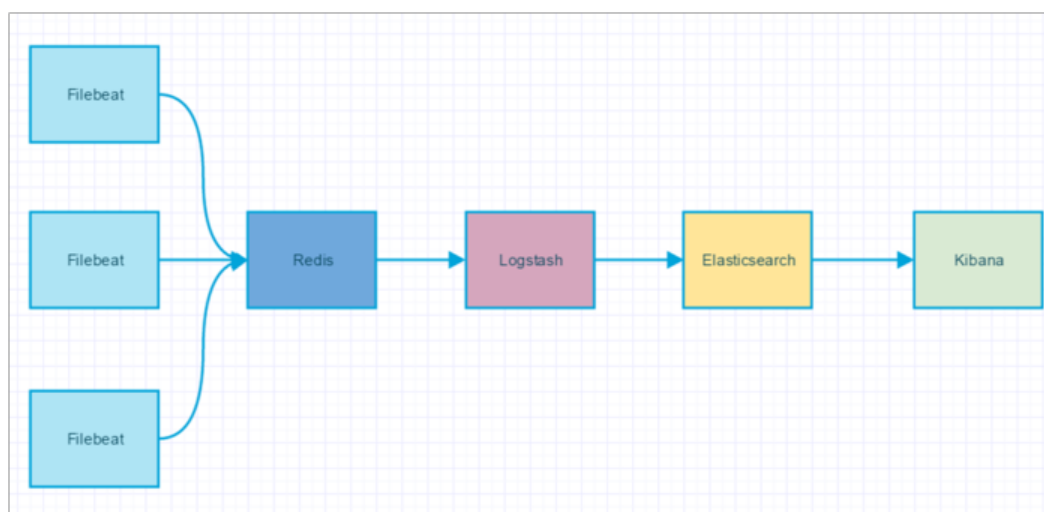 Filebeat
Filebeat
Redis
Logstash
Elasticsearch
Kibana
Filebeat